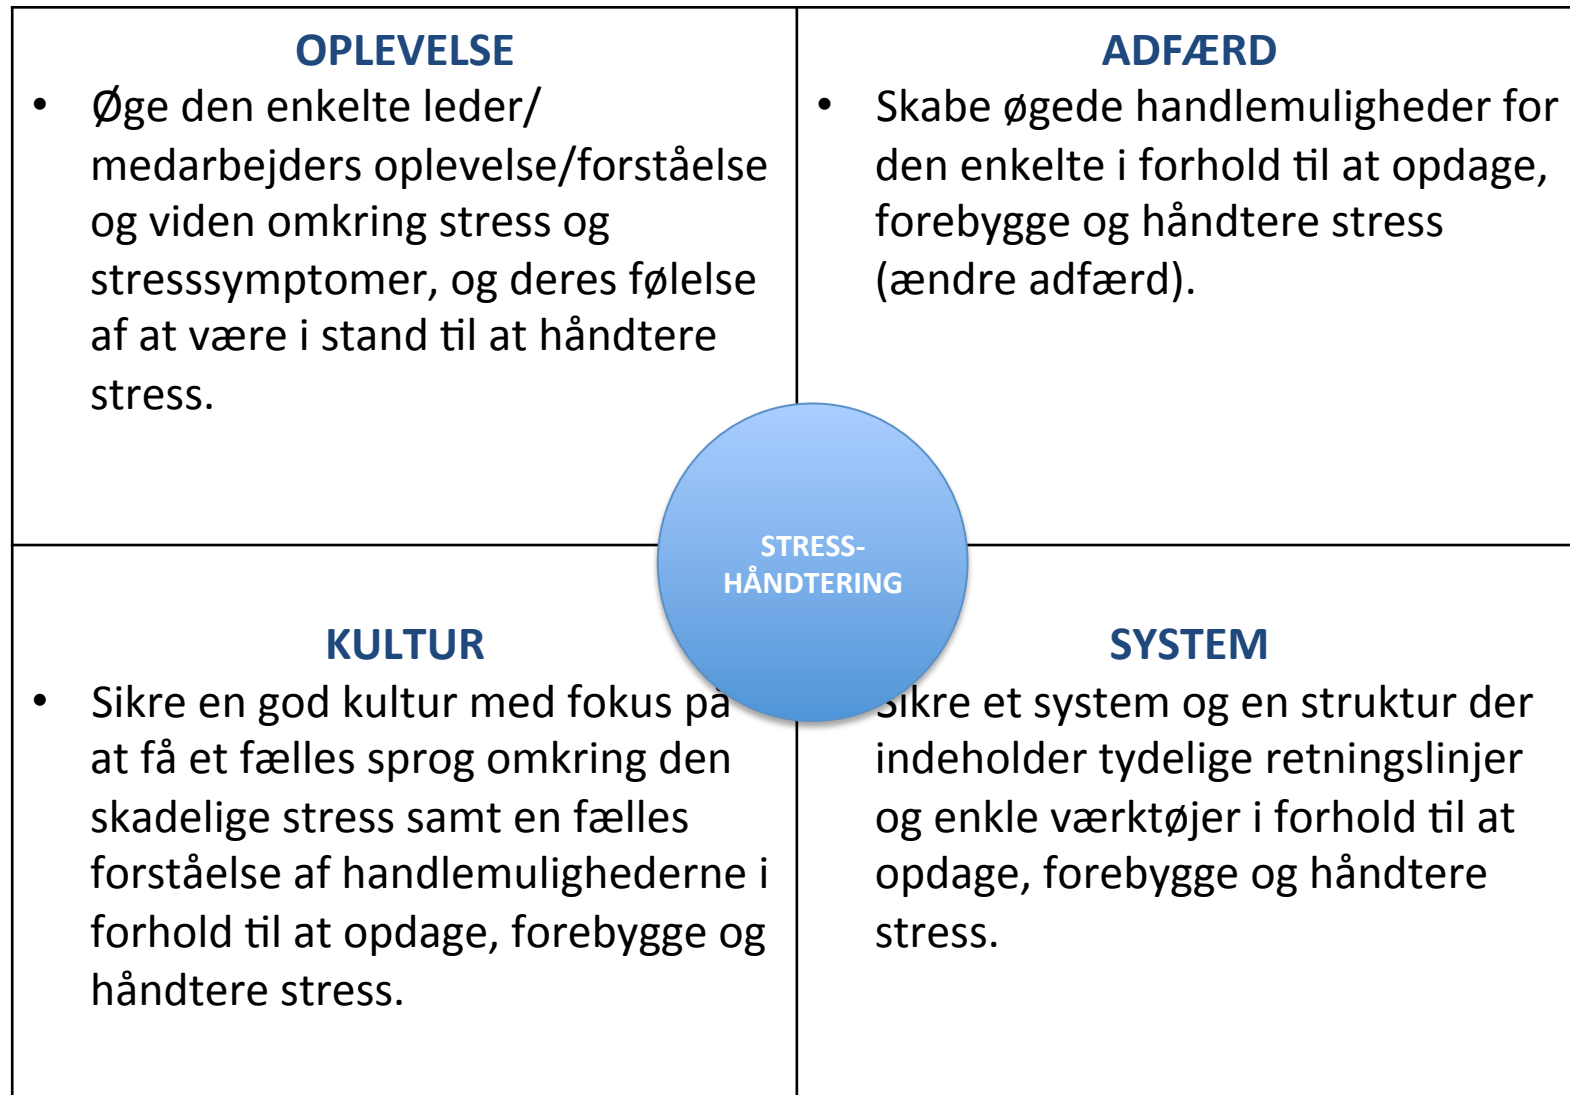 OPLEVELSE
• Øge den enkelte leder/
medarbejders oplevelse/forståelse
og viden omkring stress og
stresssymptomer, og deres følelse
af at være i stand til at håndtere
stress.
ADFÆRD
• Skabe øgede handlemuligheder for
den enkelte i forhold til at opdage,
forebygge og håndtere stress
(ændre adfærd).
STRESS-
HÅNDTERING
KULTUR
• Sikre en god kultur med fokus på
at få et fælles sprog omkring den
skadelige stress samt en fælles
forståelse af handlemulighederne i
forhold til at opdage, forebygge og
håndtere stress.
SYSTEM
Sikre et system og en struktur der
indeholder tydelige retningslinjer
og enkle værktøjer i forhold til at
opdage, forebygge og håndtere
stress.